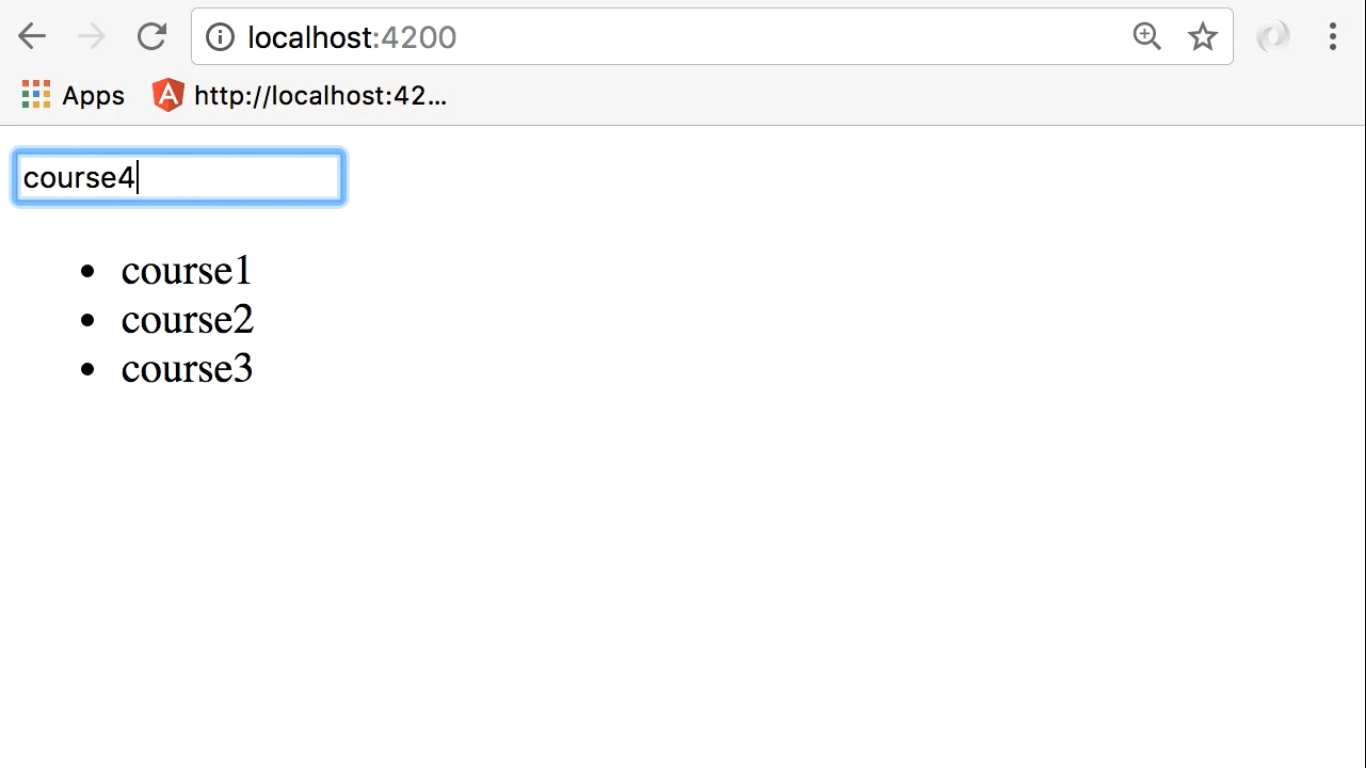 localhost:4200
Apps http://localhost:42...
course4
• course1
• course2
• course3